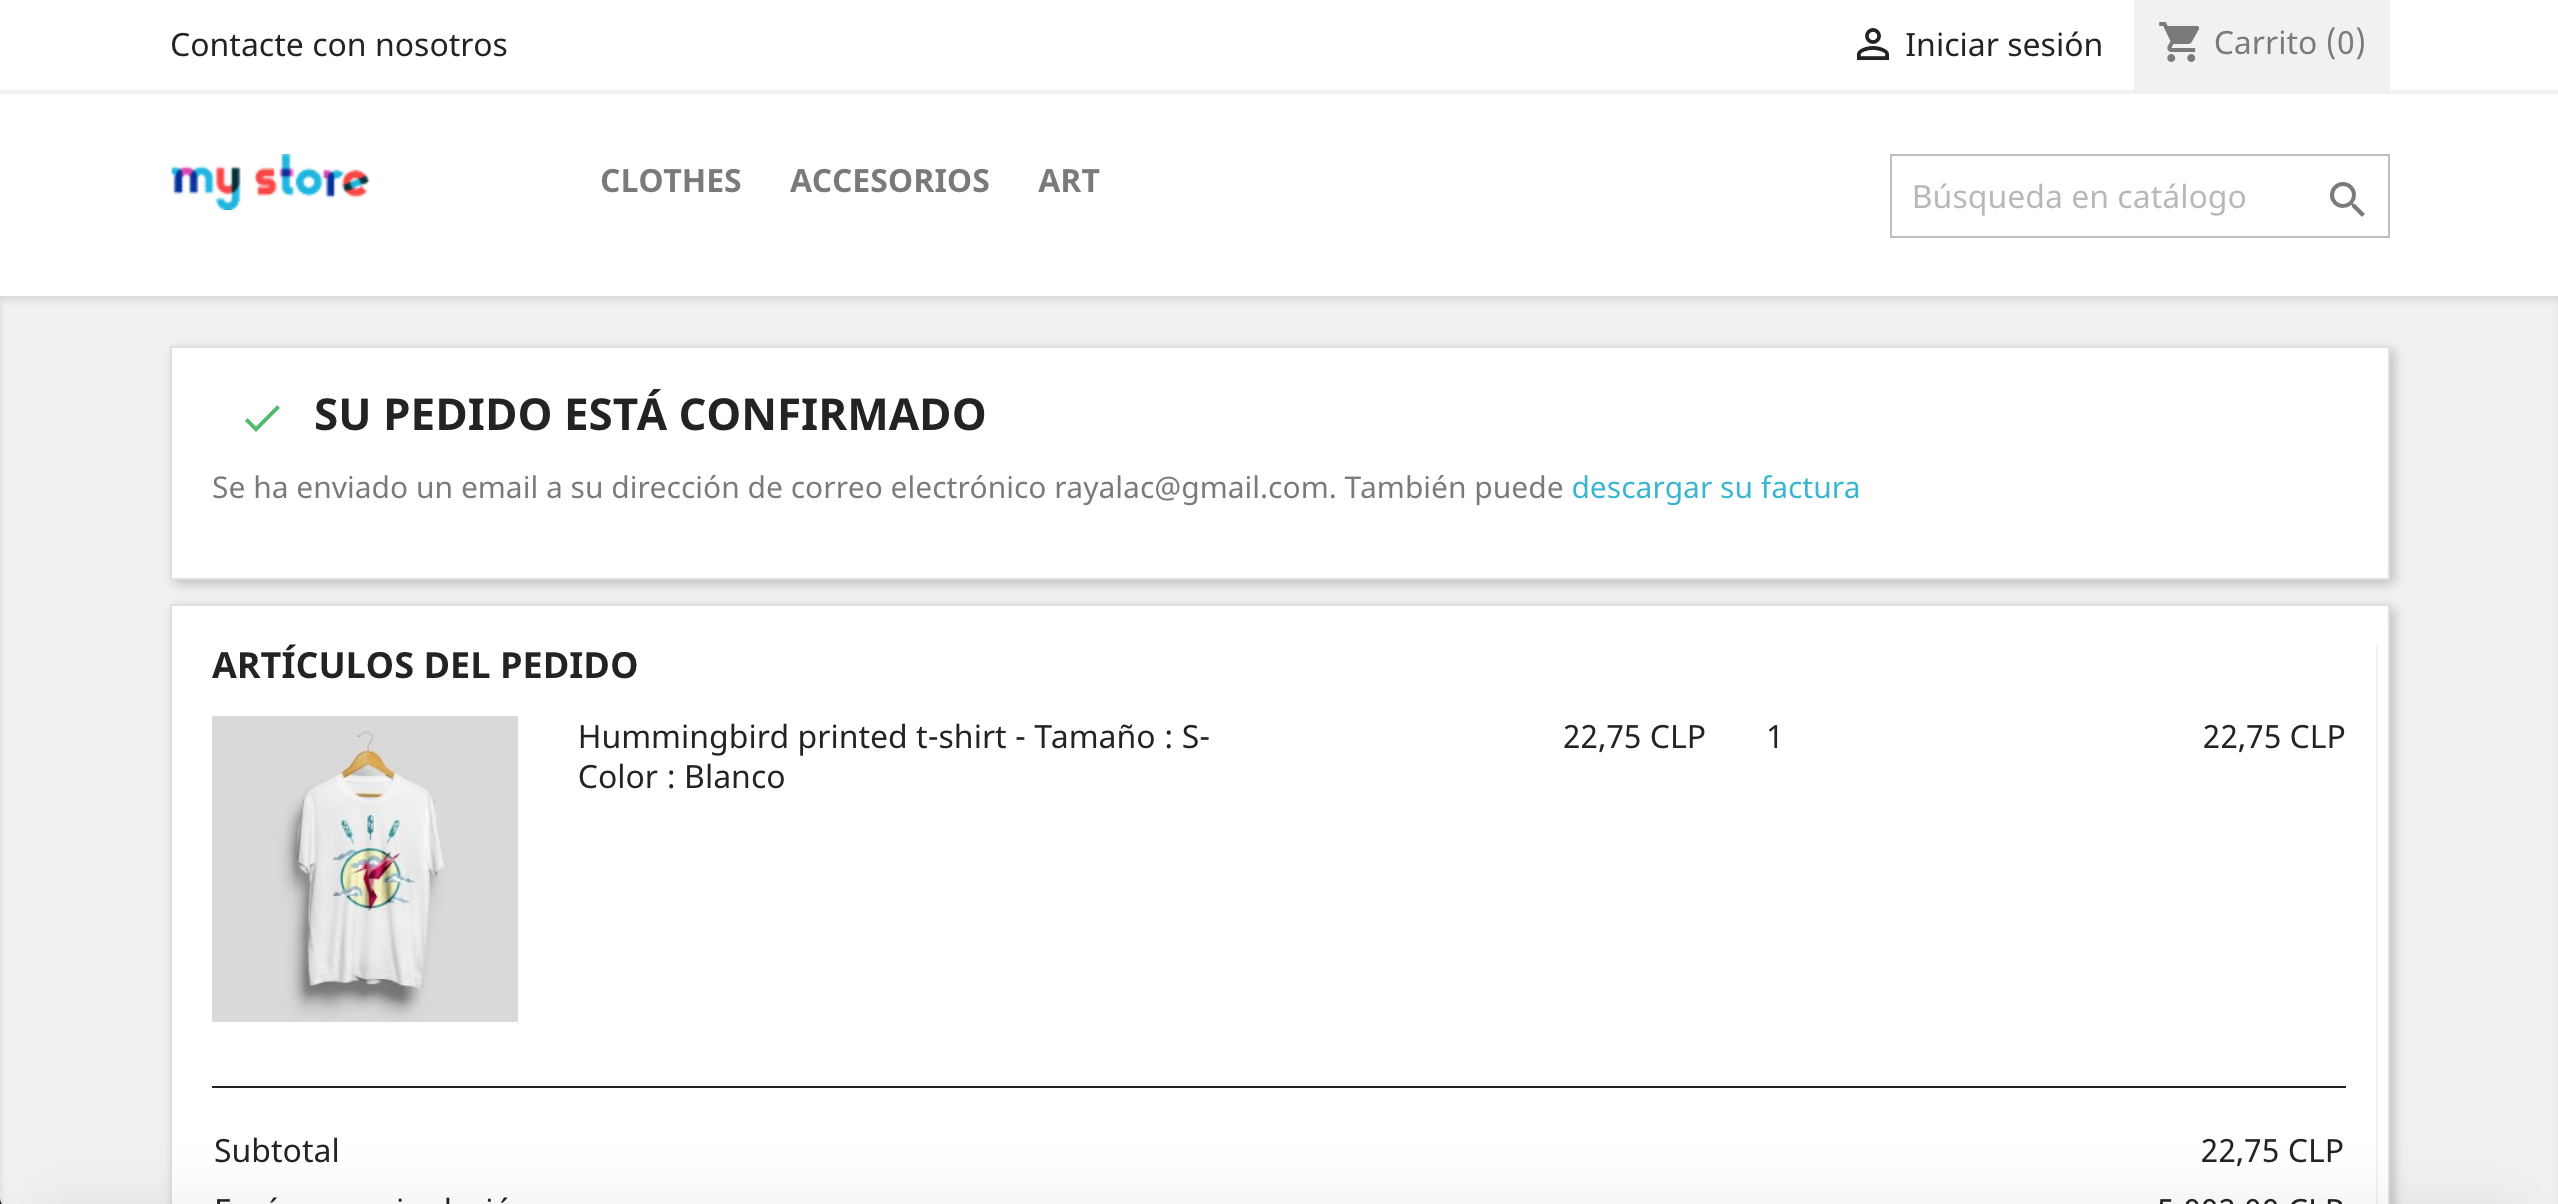 Contacte con nosotros
Iniciar sesión
Carrito (0)
my store
CLOTHES ACCESORIOS ART
Búsqueda en catálogo
SU PEDIDO ESTÁ CONFIRMADO
Se ha enviado un email a su dirección de correo electrónico rayalac@gmail.com. También puede descargar su factura
ARTÍCULOS DEL PEDIDO
Hummingbird printed t-shirt - Tamaño : S-
Color : Blanco
22,75 CLP 1 22,75 CLP
Subtotal 22,75 CLP